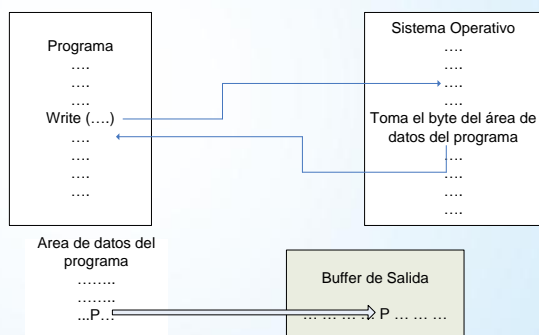 Programa
....
....
....
Write (....)
....
....
....
....
Sistema Operativo
....
....
....
....
Toma el byte del área de
datos del programa
....
....
....
....
Area de datos del
programa
........
........
...P...
Buffer de Salida
... ... ... ... P ... ... ...